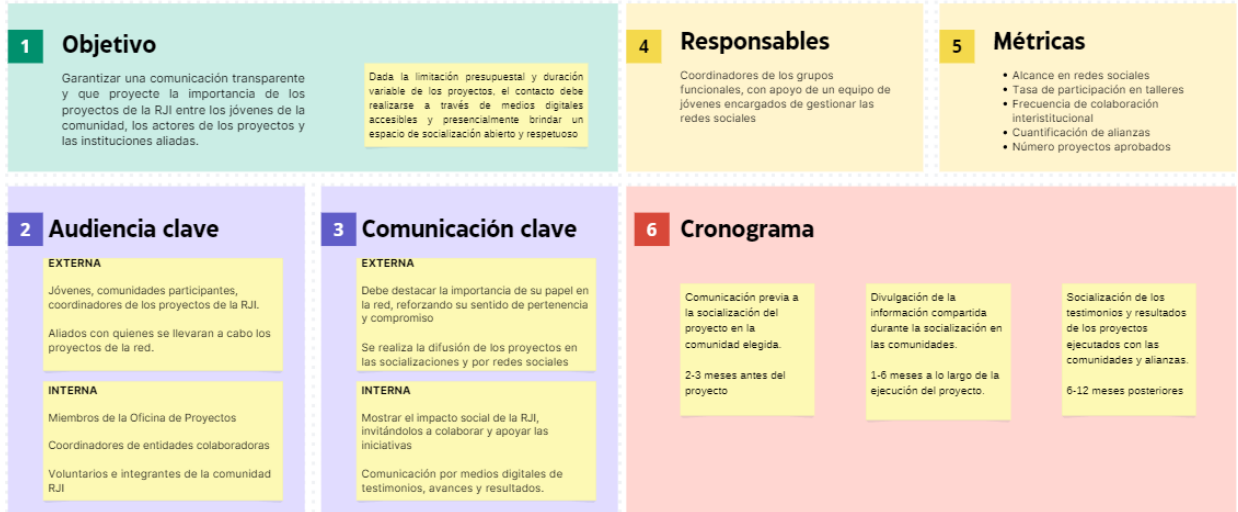 1
Objetivo
Garantizar una comunicación transparente
y que proyecte la importancia de los
proyectos de la RJI entre los jóvenes de la
comunidad, los actores de los proyectos y
las instituciones aliadas.
Dada la limitación presupuestal y duración
variable de los proyectos, el contacto debe
realizarse a través de medios digitales
accesibles y presencialmente brindar un
espacio de socialización abierto y respetuoso
4
Responsables
Coordinadores de los grupos
funcionales, con apoyo de un equipo de
jóvenes encargados de gestionar las
redes sociales
5
Métricas
• Alcance en redes sociales
• Tasa de participación en talleres
• Frecuencia de colaboración
interistitucional
• Cuantificación de alianzas
• Número proyectos aprobados
2
Audiencia clave
EXTERNA
Jóvenes, comunidades participantes,
coordinadores de los proyectos de la RJI.
Aliados con quienes se llevaran a cabo los
proyectos de la red.
INTERNA
Miembros de la Oficina de Proyectos
Coordinadores de entidades colaboradoras
Voluntarios e integrantes de la comunidad
RJI
3
Comunicación clave
EXTERNA
Debe destacar la importancia de su papel en
la red, reforzando su sentido de pertenencia
y compromiso
Se realiza la difusión de los proyectos en
las socializaciones y por redes sociales
INTERNA
Mostrar el impacto social de la RJI,
invitándolos a colaborar y apoyar las
iniciativas
Comunicación por medios digitales de
testimonios, avances y resultados.
6
Cronograma
Comunicación previa a
la socialización del
proyecto en la
comunidad elegida.
2-3 meses antes del
proyecto
Divulgación de la
información compartida
durante la socialización en
las comunidades.
1-6 meses a lo largo de la
ejecución del proyecto.
Socialización de los
testimonios y resultados
de los proyectos
ejecutados con las
comunidades y alianzas.
6-12 meses posteriores